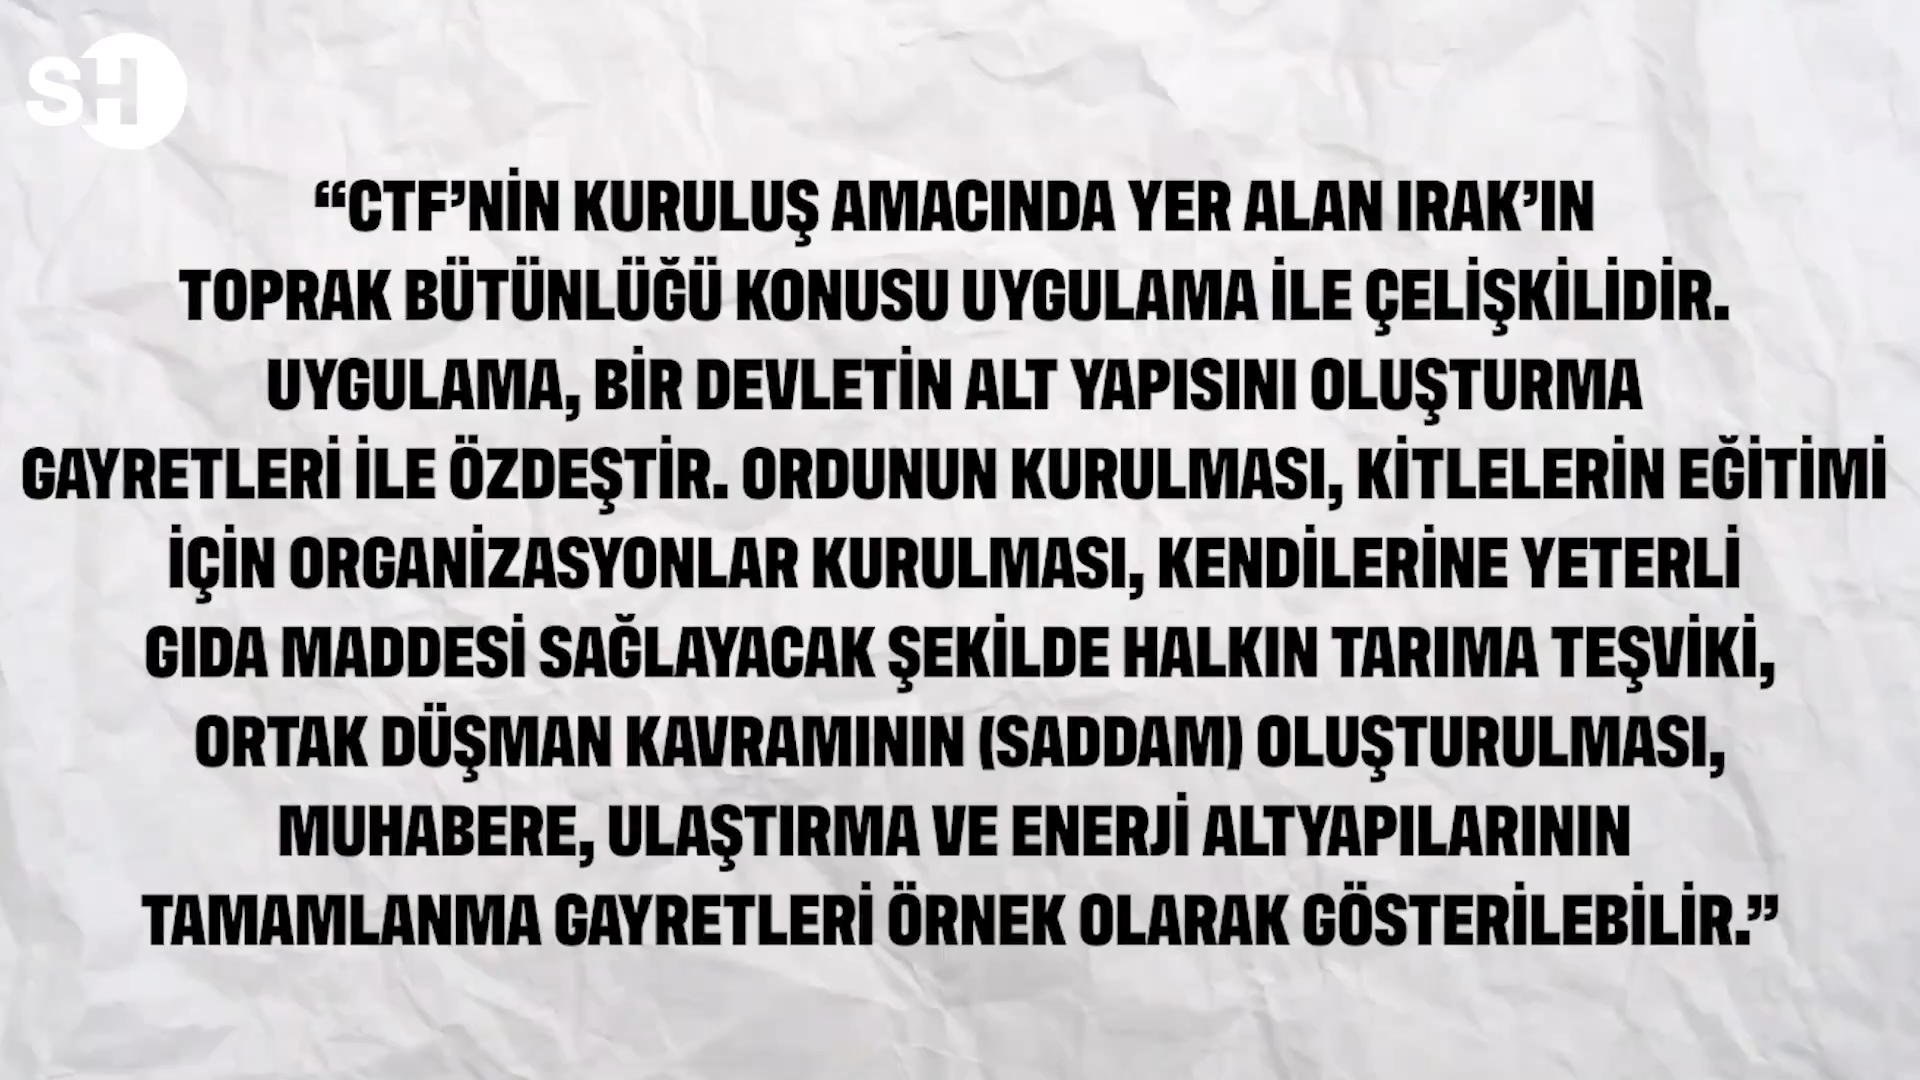 SH
“CTF’NİN KURULUŞ AMACINDA YER ALAN IRAK’IN
TOPRAK BÜTÜNLÜĞÜ KONUSU UYGULAMA İLE ÇELİŞKİLİDİR.
UYGULAMA, BİR DEVLETİN ALT YAPISINI OLUŞTURMA
GAYRETLERİ İLE ÖZDEŞTİR. ORDUNUN KURULMASI, KİTLELERİN EĞİTİMİ
İÇİN ORGANİZASYONLAR KURULMASI, KENDİLERİNE YETERLİ
GIDA MADDESİ SAĞLAYACAK ŞEKİLDE HALKIN TARIMA TEŞVİKİ,
ORTAK DÜŞMAN KAVRAMININ (SADDAM) OLUŞTURULMASI,
MUHABERE, ULAŞTIRMA VE ENERJİ ALTYAPILARININ
TAMAMLANMA GAYRETLERİ ÖRNEK OLARAK GÖSTERİLEBİLİR.”